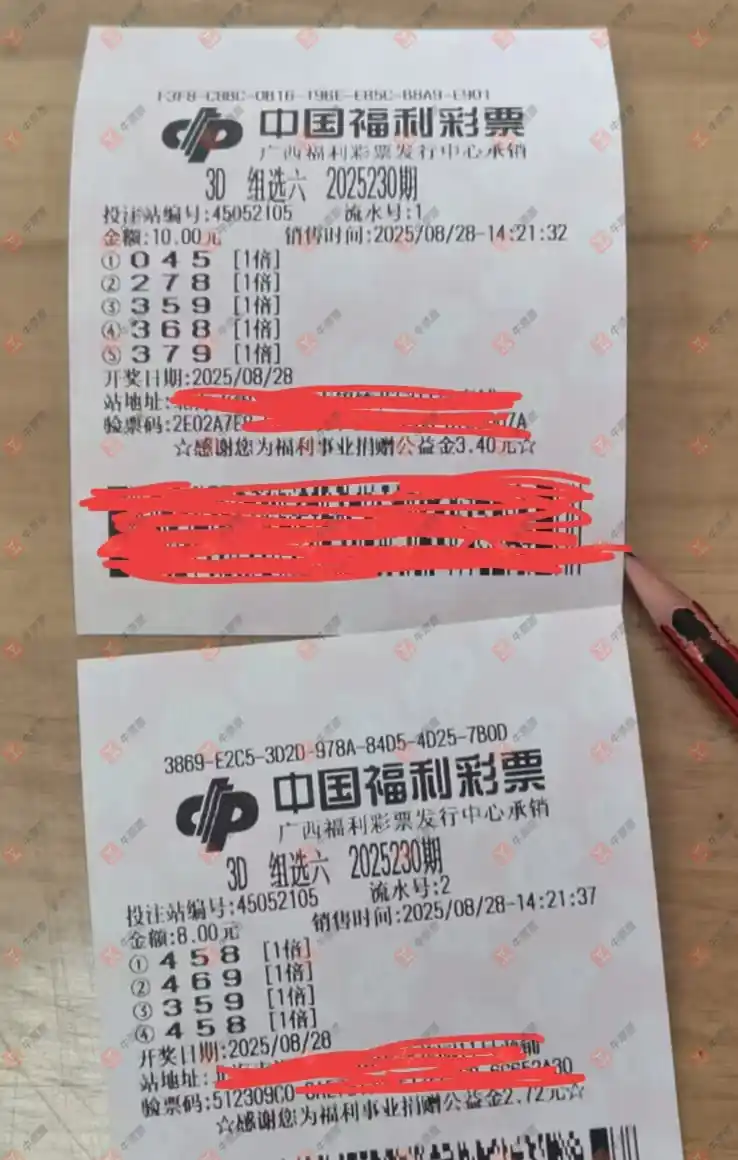 F3F8-C8BC-0B16-196E-EB5C-B8A9-E901
中国福利彩票
广西福利彩票发行中心承销
3D 组选六 2025230期
投注站编号:45052105 流水号:1
金额:10.00元 销售时间:2025/08/28-14:21:32
① 0 4 5 [1倍]
② 2 7 8 [1倍]
③ 3 5 9 [1倍]
④ 3 6 8 [1倍]
⑤ 3 7 9 [1倍]
开奖日期:2025/08/28
站地址:
验票码:2E02A7E8
☆感谢您为福利事业捐赠公益金3.40元☆
3869-E2C5-3D2D-978A-84D5-4D25-7B0D
中国福利彩票
广西福利彩票发行中心承销
3D 组选六 2025230期
投注站编号:45052105 流水号:2
金额:8.00元 销售时间:2025/08/28-14:21:37
① 4 5 8 [1倍]
② 4 6 9 [1倍]
③ 3 5 9 [1倍]
④ 4 5 8 [1倍]
开奖日期:2025/08/28
站地址:
验票码:512309C0
☆感谢您为福利事业捐赠公益金2.72元☆